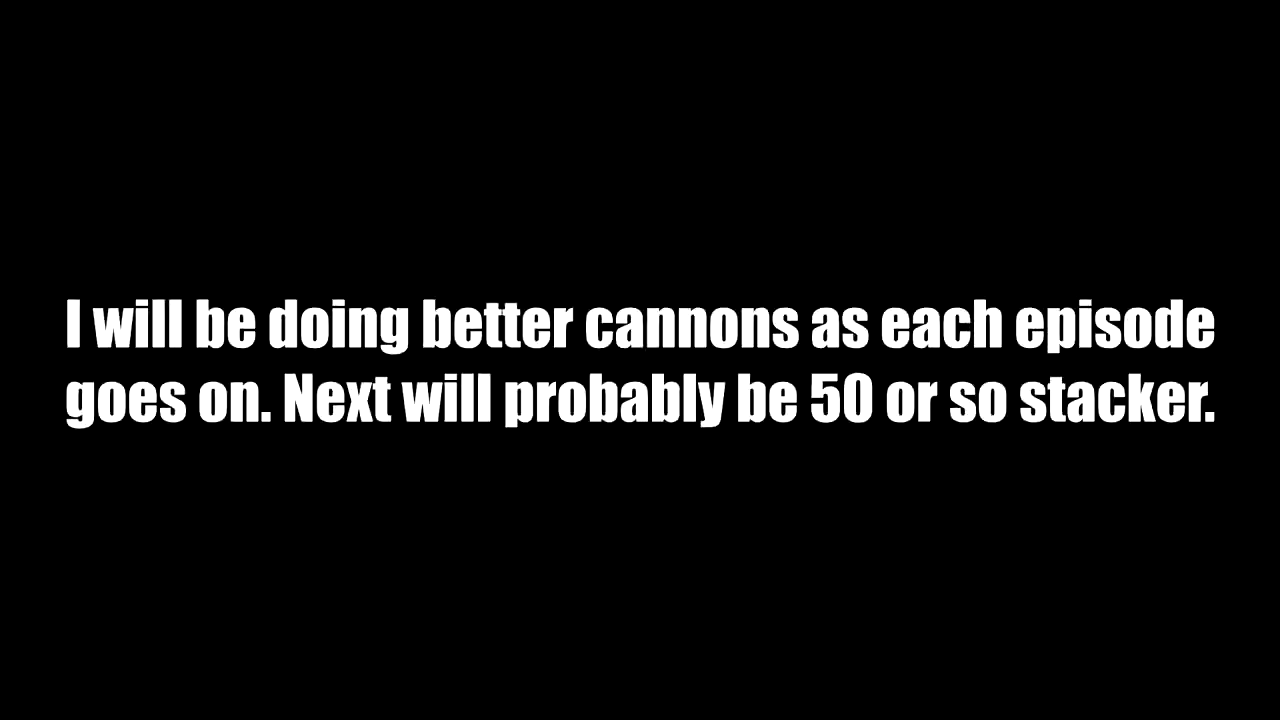 I will be doing better cannons as each episode
goes on. Next will probably be 50 or so stacker.